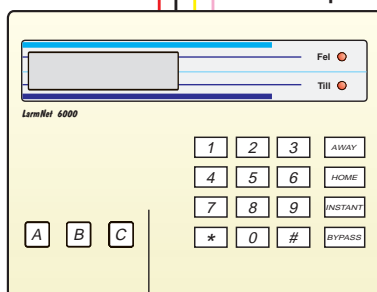 Fel
Till
LarmNet 6000
1 2 3 AWAY
4 5 6 HOME
7 8 9 INSTANT
* 0 # BYPASS
A B C